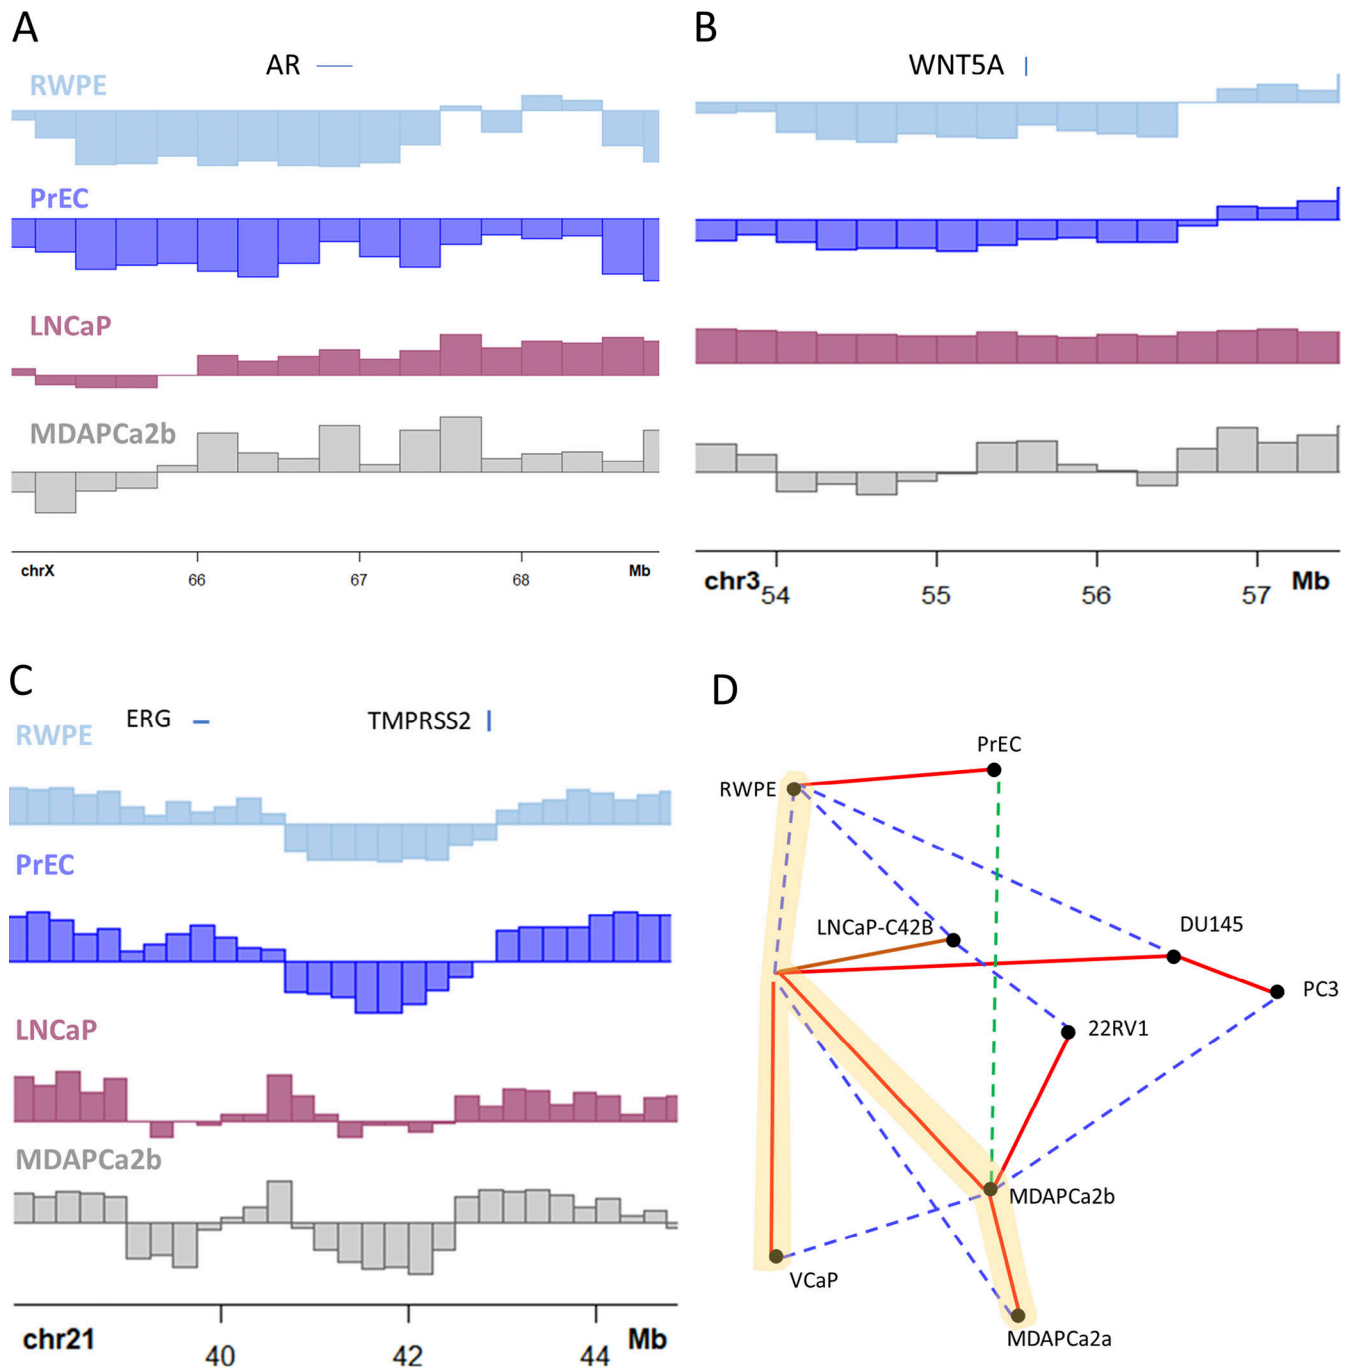 A
AR
RWPE
PrEC
LNCaP
MDAPCa2b
chrX 66 67 68 Mb
B
WNT5A
chr3 54 55 56 57 Mb
C
ERG TMPRSS2
RWPE
PrEC
LNCaP
MDAPCa2b
chr21 40 42 44 Mb
D
PrEC
RWPE
LNCaP-C42B
DU145
PC3
22RV1
MDAPCa2b
VCaP
MDAPCa2a